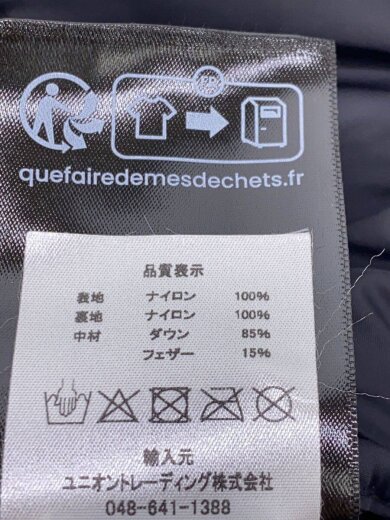 FR
quefairedemesdechets.fr
品質表示
表地 ナイロン 100%
裏地 ナイロン 100%
中材 ダウン 85%
フェザー 15%
輸入元
ユニオントレーディング株式会社
048-641-1388